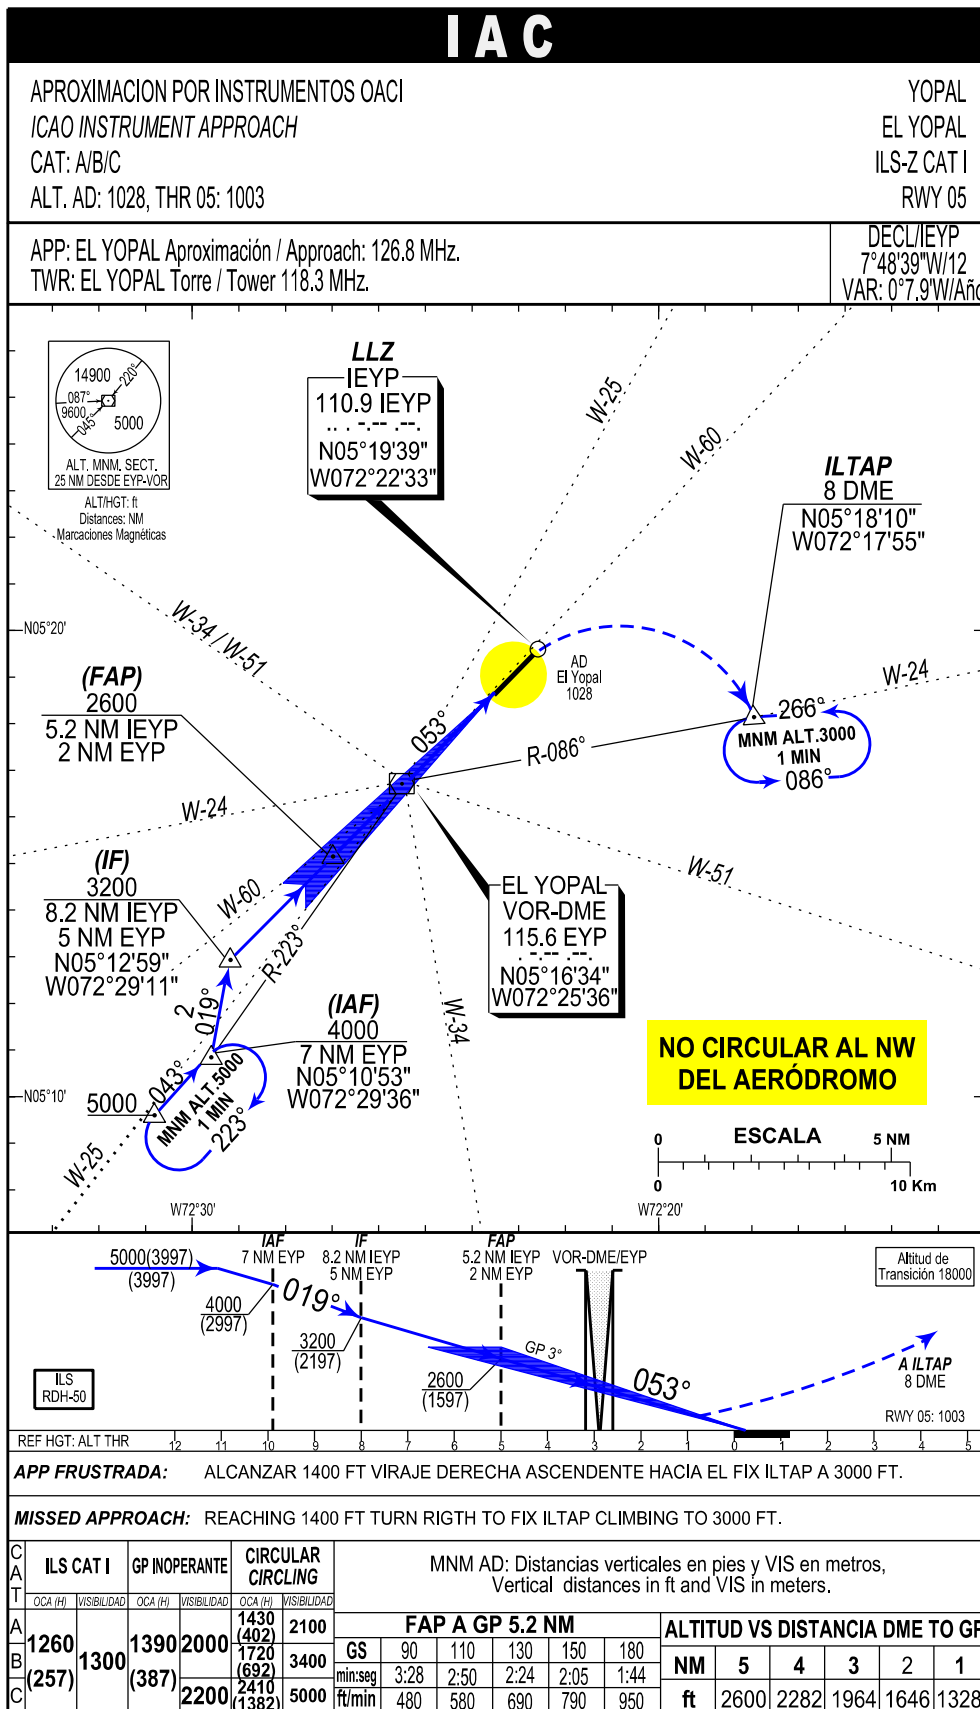 IAC
APROXIMACION POR INSTRUMENTOS OACI
ICAO INSTRUMENT APPROACH
CAT: A/B/C
ALT. AD: 1028, THR 05: 1003
YOPAL
EL YOPAL
ILS-Z CAT I
RWY 05
APP: EL YOPAL Aproximación / Approach: 126.8 MHz.
TWR: EL YOPAL Torre / Tower 118.3 MHz.
DECL/IEYP
7°48'39"W/12
VAR: 0°7.9'W/Año
14900
220°
087°
9600
045°
5000
ALT. MNM. SECT.
25 NM DESDE EYP-VOR
ALT/HGT: ft
Distances: NM
Marcaciones Magnéticas
LLZ
IEYP
110.9 IEYP
.. . -.-- .--.
N05°19'39"
W072°22'33"
W-25
W-60
ILTAP
8 DME
N05°18'10"
W072°17'55"
W-34 / W-51
N05°20'
AD
El Yopal
1028
W-24
(FAP)
2600
5.2 NM IEYP
2 NM EYP
053°
R-086°
266°
MNM ALT.3000
1 MIN
086°
W-24
W-51
(IF)
3200
8.2 NM IEYP
5 NM EYP
N05°12'59"
W072°29'11"
W-60
R-223°
EL YOPAL
VOR-DME
115.6 EYP
. -.-- .--.
N05°16'34"
W072°25'36"
2
019°
(IAF)
4000
7 NM EYP
N05°10'53"
W072°29'36"
W-34
NO CIRCULAR AL NW
DEL AERÓDROMO
N05°10'
5000
043°
MNM ALT.5000
1 MIN
223°
W-25
0 ESCALA 5 NM
0 10 Km
W72°30'
W72°20'
IAF
7 NM EYP
IF
8.2 NM IEYP
5 NM EYP
FAP
5.2 NM IEYP
2 NM EYP
VOR-DME/EYP
Altitud de
Transición 18000
5000(3997)
(3997)
4000
(2997)
019°
3200
(2197)
2600
(1597)
GP 3°
053°
A ILTAP
8 DME
ILS
RDH-50
RWY 05: 1003
REF HGT: ALT THR
12 11 10 9 8 7 6 5 4 3 2 1 0 1 2 3 4 5
APP FRUSTRADA: ALCANZAR 1400 FT VIRAJE DERECHA ASCENDENTE HACIA EL FIX ILTAP A 3000 FT.
MISSED APPROACH: REACHING 1400 FT TURN RIGTH TO FIX ILTAP CLIMBING TO 3000 FT.
CAT
ILS CAT I
GP INOPERANTE
CIRCULAR
CIRCLING
OCA (H) VISIBILIDAD OCA (H) VISIBILIDAD OCA (H) VISIBILIDAD
A
B
C
1260
(257)
1300
1390
(387)
2000
2200
1430
(402)
2100
1720
(692)
3400
2410
(1382)
5000
MNM AD: Distancias verticales en pies y VIS en metros,
Vertical distances in ft and VIS in meters.
FAP A GP 5.2 NM
GS 90 110 130 150 180
min:seg 3:28 2:50 2:24 2:05 1:44
ft/min 480 580 690 790 950
ALTITUD VS DISTANCIA DME TO GP
NM 5 4 3 2 1
ft 2600 2282 1964 1646 1328